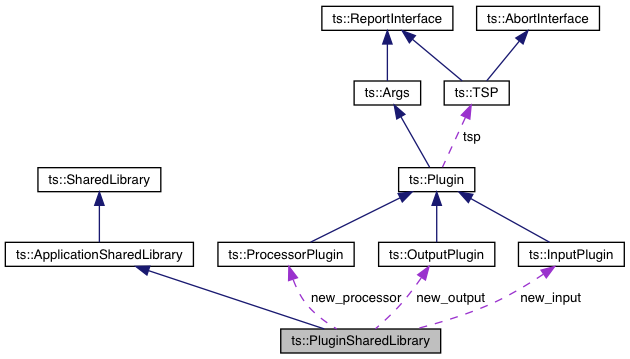 ts::ReportInterface
ts::AbortInterface
ts::Args
ts::TSP
tsp
ts::SharedLibrary
ts::Plugin
ts::ApplicationSharedLibrary
ts::ProcessorPlugin
ts::OutputPlugin
ts::InputPlugin
new_processor
new_output
new_input
ts::PluginSharedLibrary